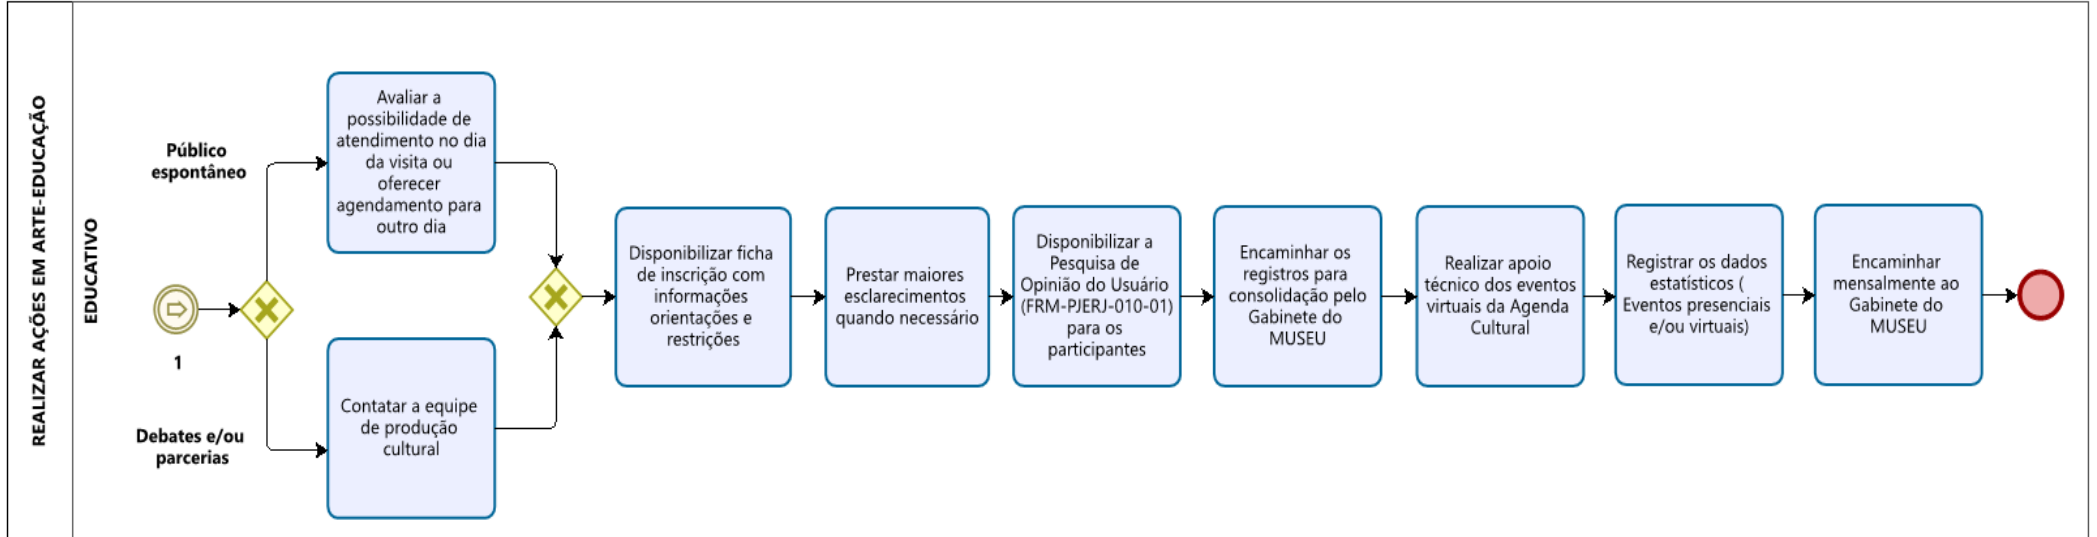 REALIZAR AÇÕES EM ARTE-EDUCAÇÃO
EDUCATIVO
1
Público
espontâneo
Debates e/ou
parcerias
Avaliar a
possibilidade de
atendimento no dia
da visita ou
oferecer
agendamento para
outro dia
Contatar a equipe
de produção
cultural
Disponibilizar ficha
de inscrição com
informações
orientações e
restrições
Prestar maiores
esclarecimentos
quando necessário
Disponibilizar a
Pesquisa de
Opinião do Usuário
(FRM-PJERJ-010-01)
para os
participantes
Encaminhar os
registros para
consolidação pelo
Gabinete do
MUSEU
Realizar apoio
técnico dos eventos
virtuais da Agenda
Cultural
Registrar os dados
estatísticos (
Eventos presenciais
e/ou virtuais)
Encaminhar
mensalmente ao
Gabinete do
MUSEU